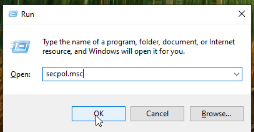 Run
Type the name of a program, folder, document, or Internet
resource, and Windows will open it for you.
Open: secpol.msc
OK Cancel Browse...